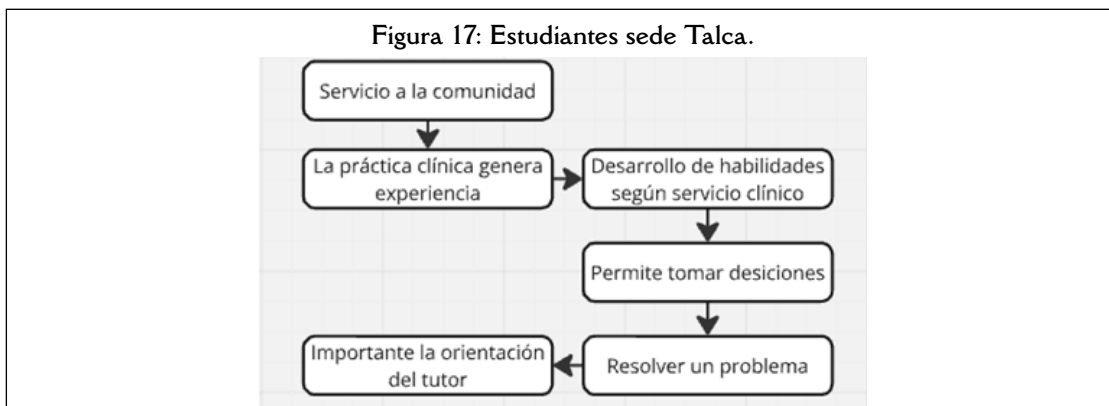 Figura 17: Estudiantes sede Talca.
Servicio a la comunidad
La práctica clínica genera
experiencia
Desarrollo de habilidades
según servicio clínico
Permite tomar desiciones
Resolver un problema
Importante la orientación
del tutor